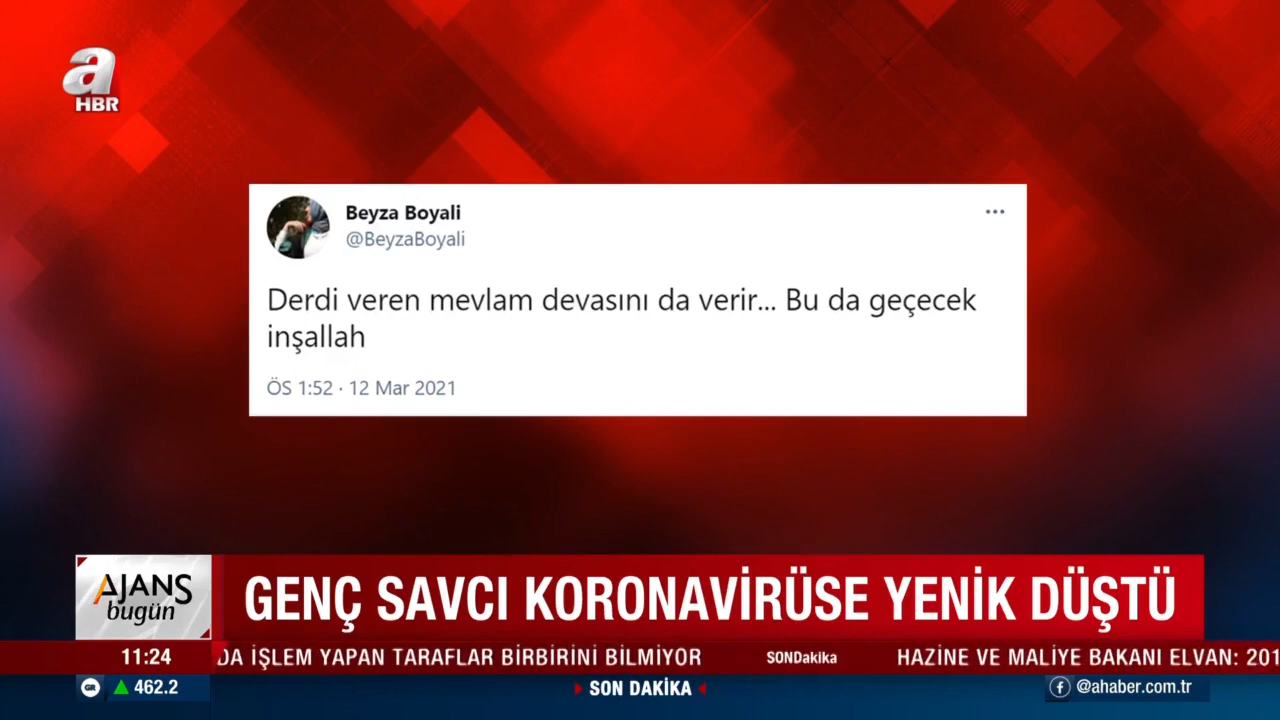 a
HBR
Beyza Boyali
@BeyzaBoyali
Derdi veren mevlam devasını da verir... Bu da geçecek
inşallah
ÖS 1:52 · 12 Mar 2021
AJANS
bugün
GENÇ SAVCI KORONAVİRÜSE YENİK DÜŞTÜ
11:24
DA İŞLEM YAPAN TARAFLAR BİRBİRİNİ BİLMİYOR
SONDakika
HAZİNE VE MALİYE BAKANI ELVAN: 201
GR
462.2
SON DAKİKA
@ahaber.com.tr